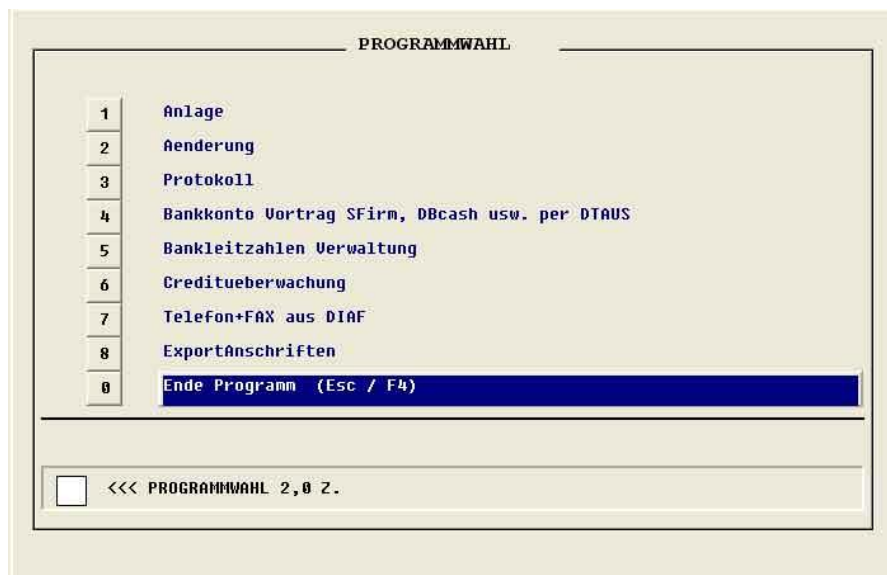 PROGRAMMWAHL
1 Anlage
2 Aenderung
3 Protokoll
4 Bankkonto Vortrag SFirm, DBcash usw. per DTAUS
5 Bankleitzahlen Verwaltung
6 Creditueberwachung
7 Telefon+FAX aus DIAF
8 ExportAnschriften
0 Ende Programm (Esc / F4)
<<< PROGRAMMWAHL 2,0 Z.